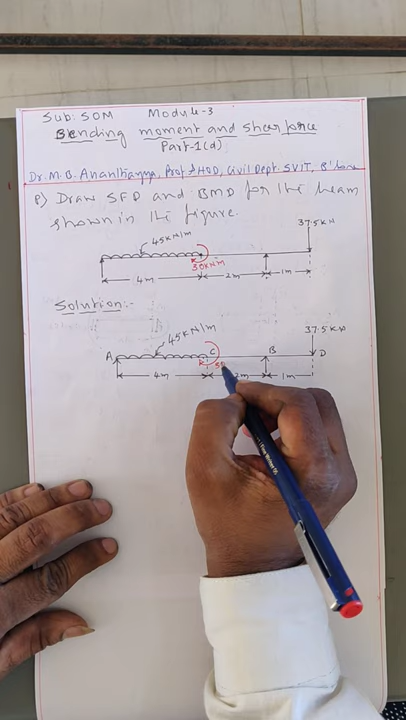 Sub: SOM Module-3
Bending moment and shear force
Part-1(d)
Dr. M. B. Ananthayya, Prof & HOD, Civil Dept. SVIT, B'lore
P) Draw SFD and BMD for the beam
shown in the figure.
37.5KN
45KN/m
30KNm
4m 2m 1m
Solution:-
45KN/m
37.5KN
A C B D
4m 2m 1m